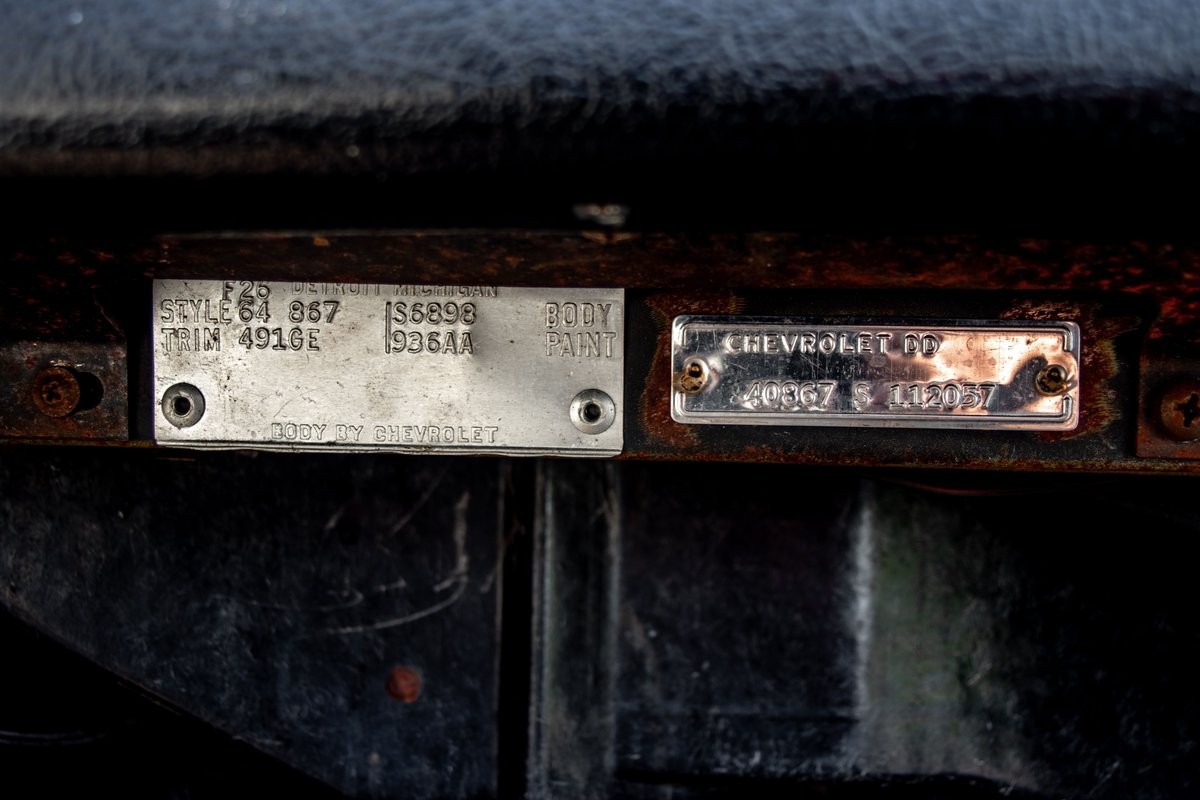 F26 DETROIT MICHIGAN
STYLE 64 867 S6898 BODY
TRIM 491GE 936AA PAINT
BODY BY CHEVROLET
CHEVROLET DD
40867 S 112057